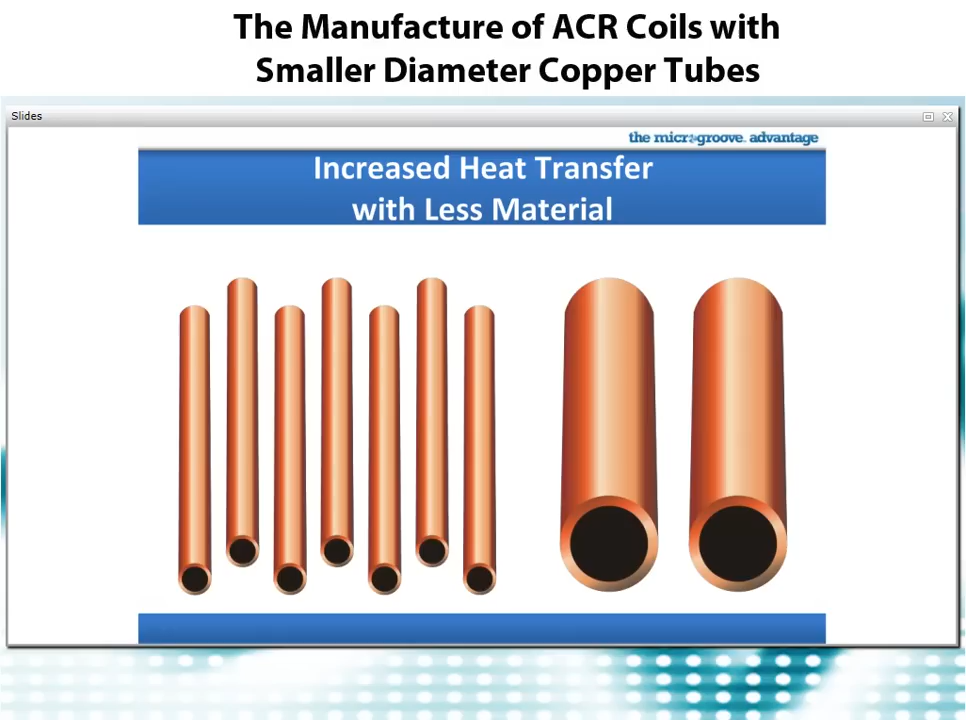 The Manufacture of ACR Coils with
Smaller Diameter Copper Tubes
Slides
the microgroove advantage
Increased Heat Transfer
with Less Material